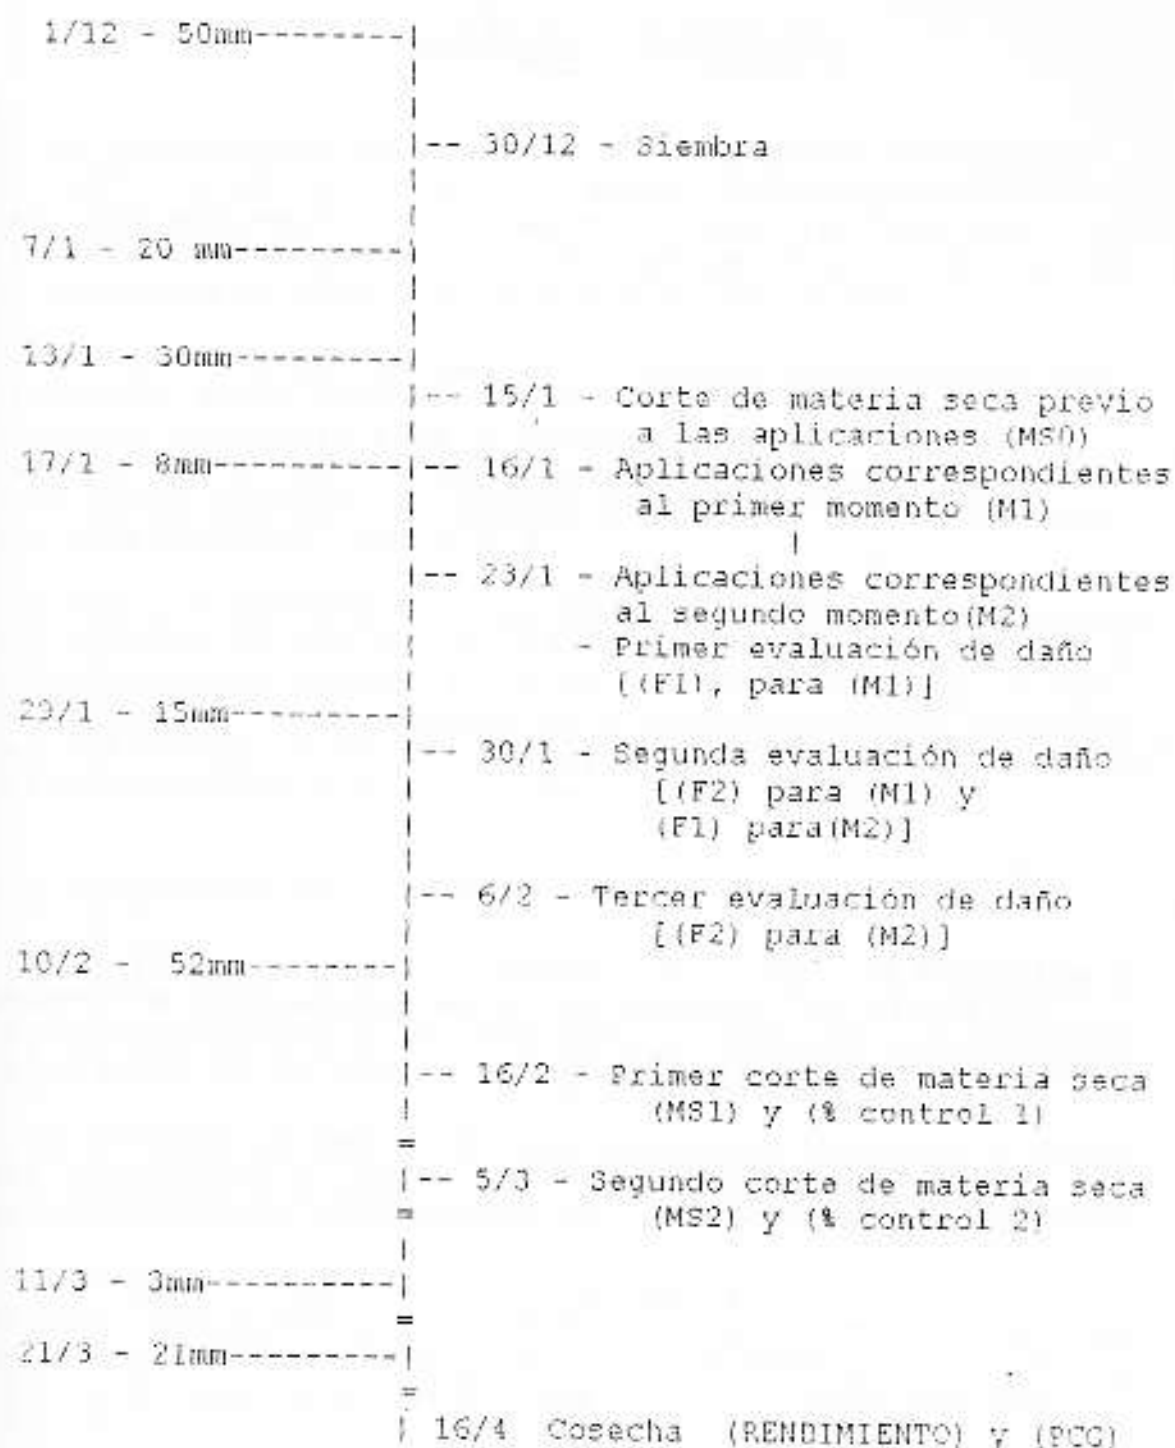 1/12 - 50mm--------|
|-- 30/12 - Siembra
7/1 - 20 mm---------|
13/1 - 30mm---------|
|-- 15/1 - Corte de materia seca previo
a las aplicaciones (MS0)
17/1 - 8mm----------|-- 16/1 - Aplicaciones correspondientes
al primer momento (M1)
|-- 23/1 - Aplicaciones correspondientes
al segundo momento(M2)
- Primer evaluación de daño
[(F1), para (M1)]
29/1 - 15mm---------|
|-- 30/1 - Segunda evaluación de daño
[(F2) para (M1) y
(F1) para(M2)]
|-- 6/2 - Tercer evaluación de daño
[(F2) para (M2)]
10/2 - 52mm--------|
|-- 16/2 - Primer corte de materia seca
(MS1) y (% control 1)
|-- 5/3 - Segundo corte de materia seca
(MS2) y (% control 2)
11/3 - 3mm----------|
21/3 - 21mm---------|
| 16/4 Cosecha (RENDIMIENTO) y (PCG)